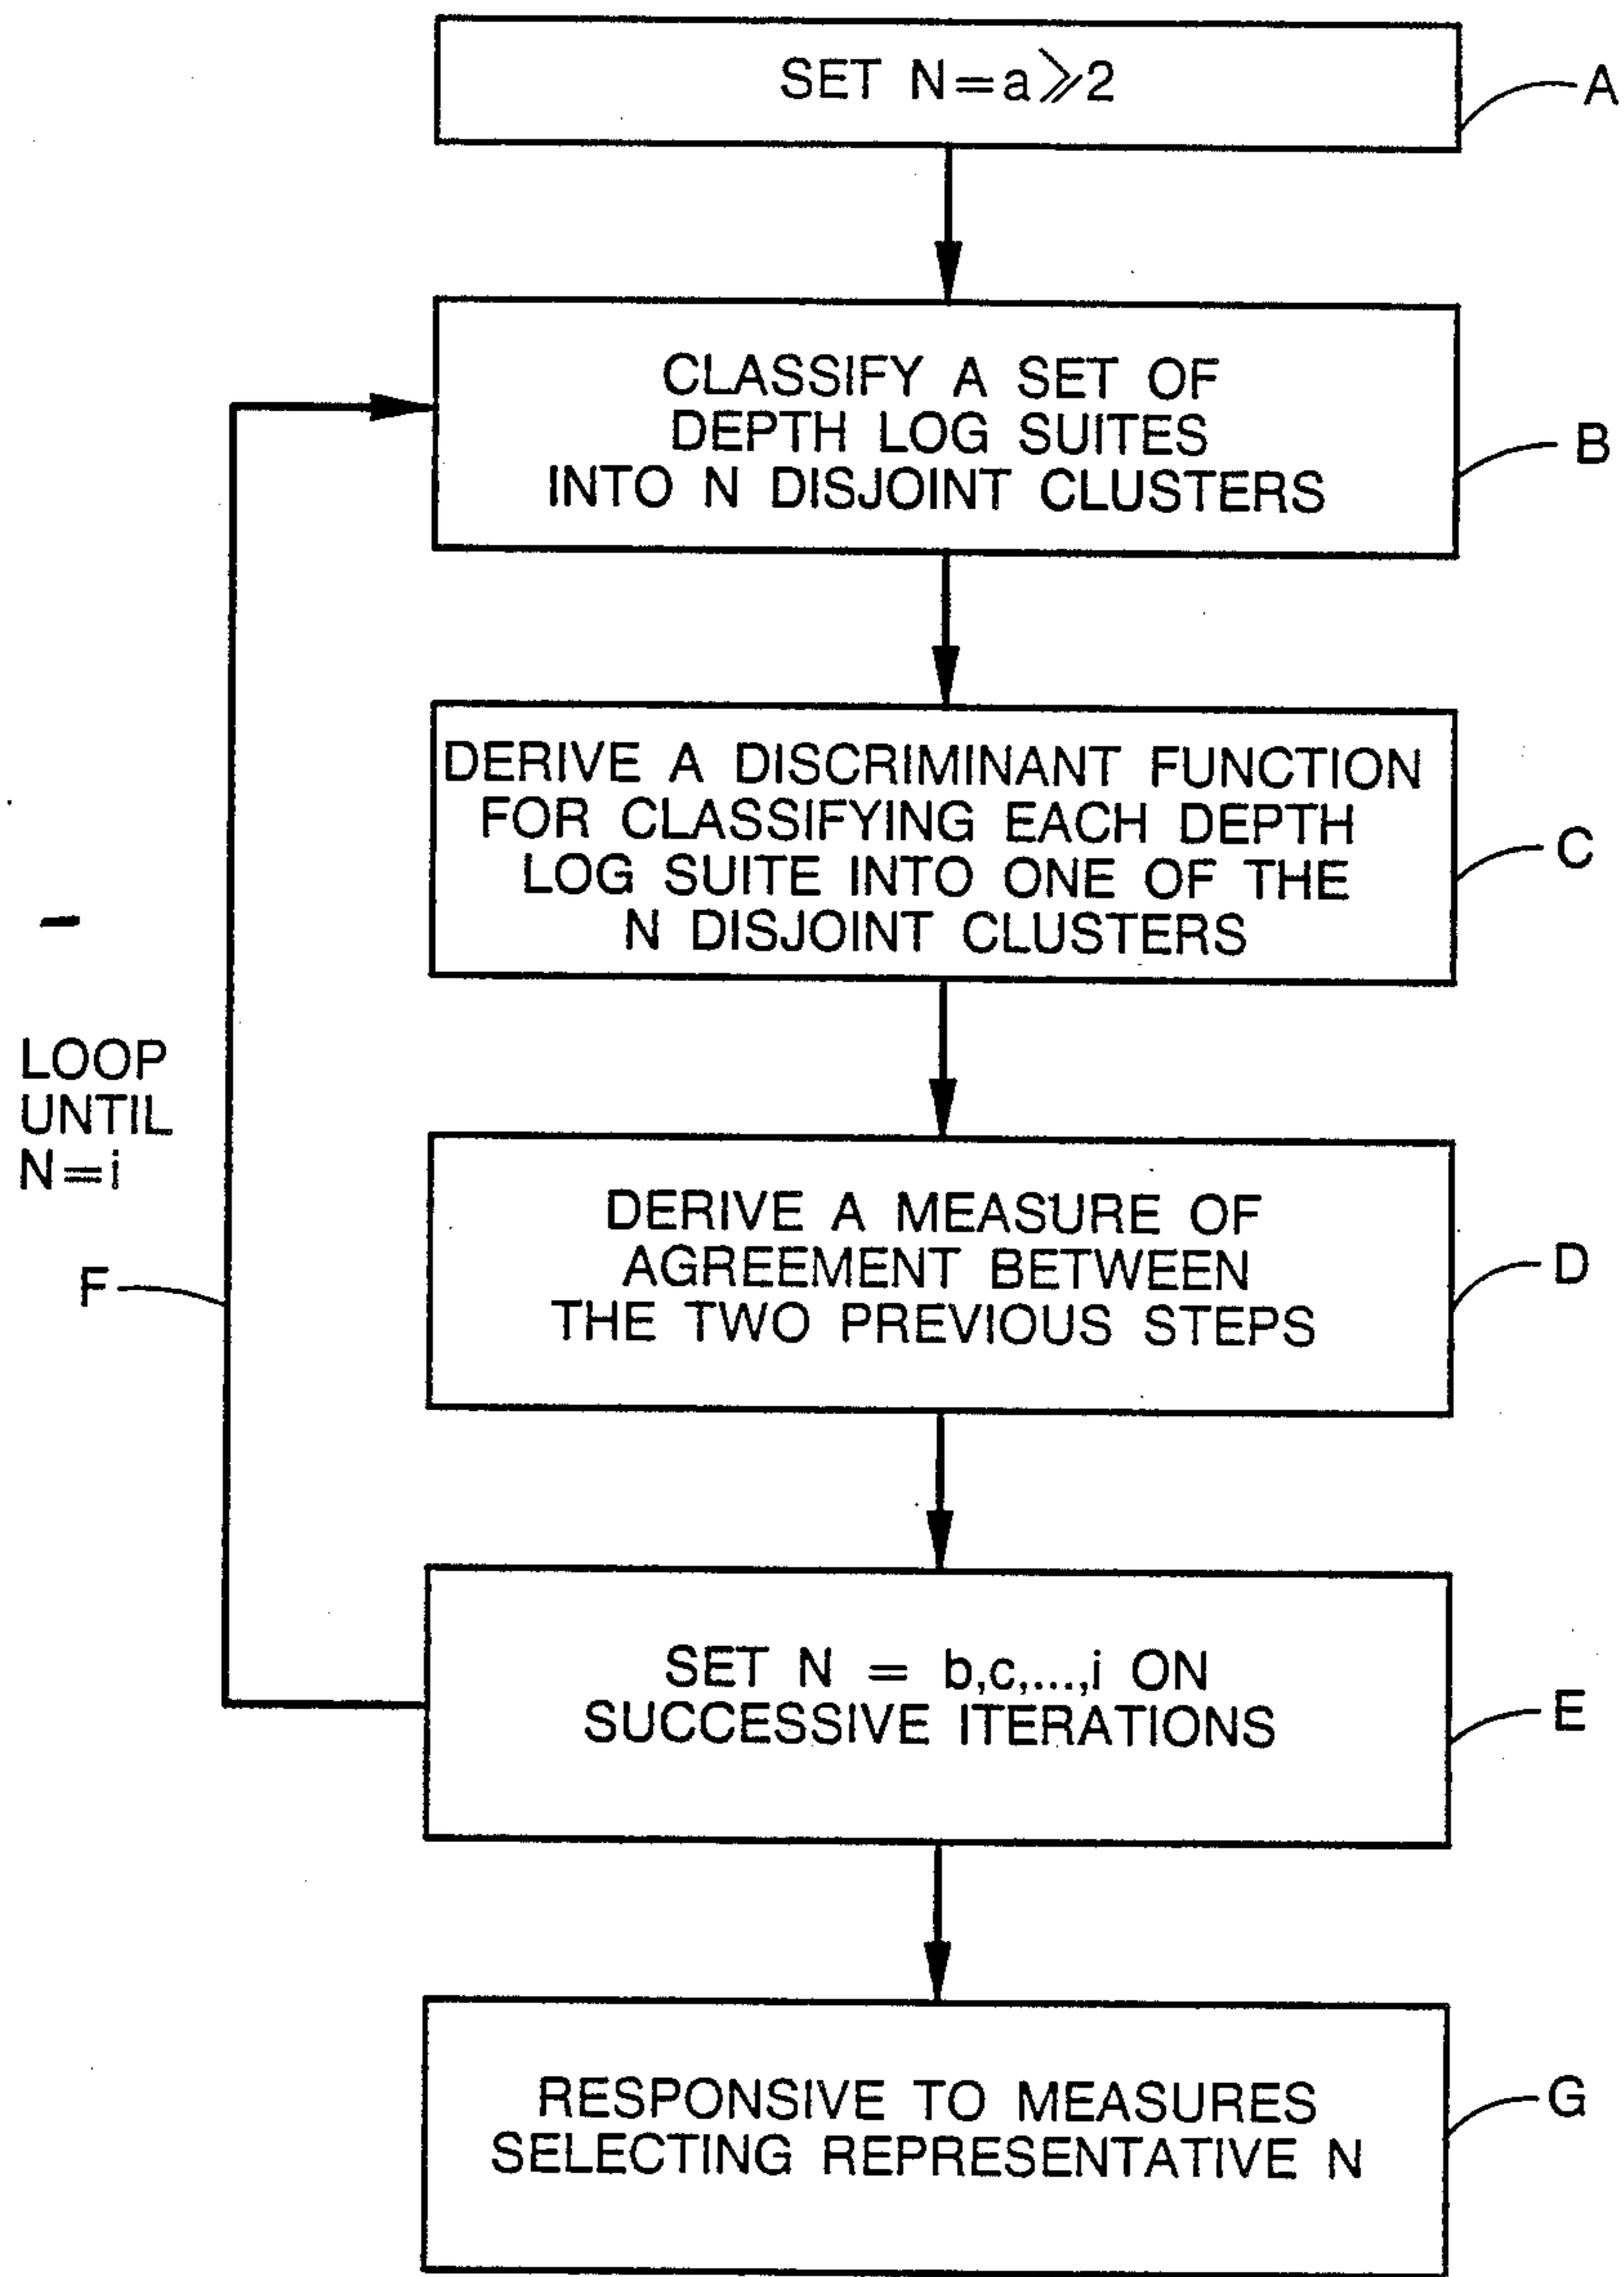 SET N=a⩾2
A
CLASSIFY A SET OF
DEPTH LOG SUITES
INTO N DISJOINT CLUSTERS
B
DERIVE A DISCRIMINANT FUNCTION
FOR CLASSIFYING EACH DEPTH
LOG SUITE INTO ONE OF THE
N DISJOINT CLUSTERS
C
LOOP
UNTIL
N=i
F
DERIVE A MEASURE OF
AGREEMENT BETWEEN
THE TWO PREVIOUS STEPS
D
SET N = b,c,...,i ON
SUCCESSIVE ITERATIONS
E
RESPONSIVE TO MEASURES
SELECTING REPRESENTATIVE N
G